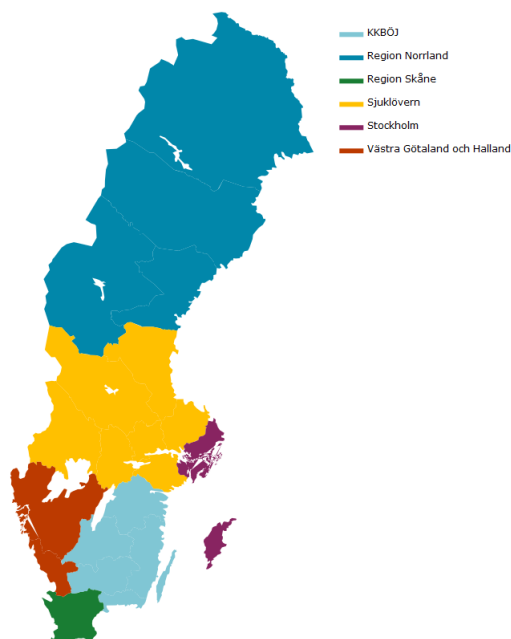 KKBÖJ
Region Norrland
Region Skåne
Sjuklövern
Stockholm
Västra Götaland och Halland